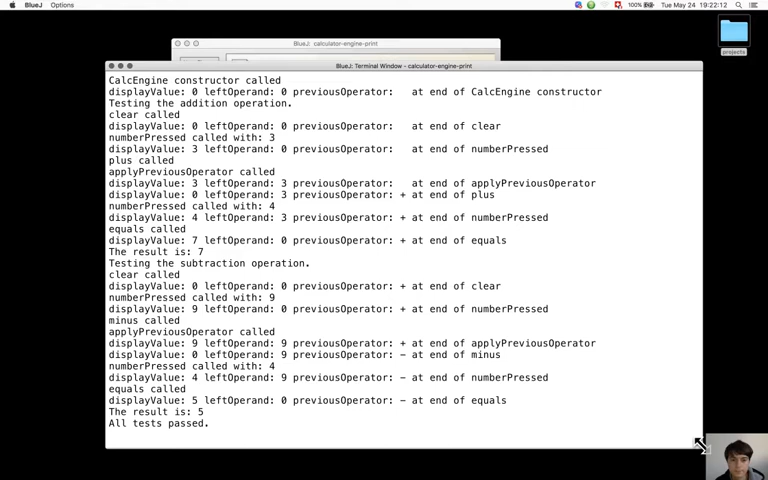 BlueJ Options
100% Tue May 24 19:22:12
BlueJ: calculator-engine-print
projects
BlueJ: Terminal Window - calculator-engine-print
CalcEngine constructor called
displayValue: 0 leftOperand: 0 previousOperator:   at end of CalcEngine constructor
Testing the addition operation.
clear called
displayValue: 0 leftOperand: 0 previousOperator:   at end of clear
numberPressed called with: 3
displayValue: 3 leftOperand: 0 previousOperator:   at end of numberPressed
plus called
applyPreviousOperator called
displayValue: 3 leftOperand: 3 previousOperator:   at end of applyPreviousOperator
displayValue: 0 leftOperand: 3 previousOperator: + at end of plus
numberPressed called with: 4
displayValue: 4 leftOperand: 3 previousOperator: + at end of numberPressed
equals called
displayValue: 7 leftOperand: 0 previousOperator: + at end of equals
The result is: 7
Testing the subtraction operation.
clear called
displayValue: 0 leftOperand: 0 previousOperator: + at end of clear
numberPressed called with: 9
displayValue: 9 leftOperand: 0 previousOperator: + at end of numberPressed
minus called
applyPreviousOperator called
displayValue: 9 leftOperand: 9 previousOperator: + at end of applyPreviousOperator
displayValue: 0 leftOperand: 9 previousOperator: - at end of minus
numberPressed called with: 4
displayValue: 4 leftOperand: 9 previousOperator: - at end of numberPressed
equals called
displayValue: 5 leftOperand: 0 previousOperator: - at end of equals
The result is: 5
All tests passed.